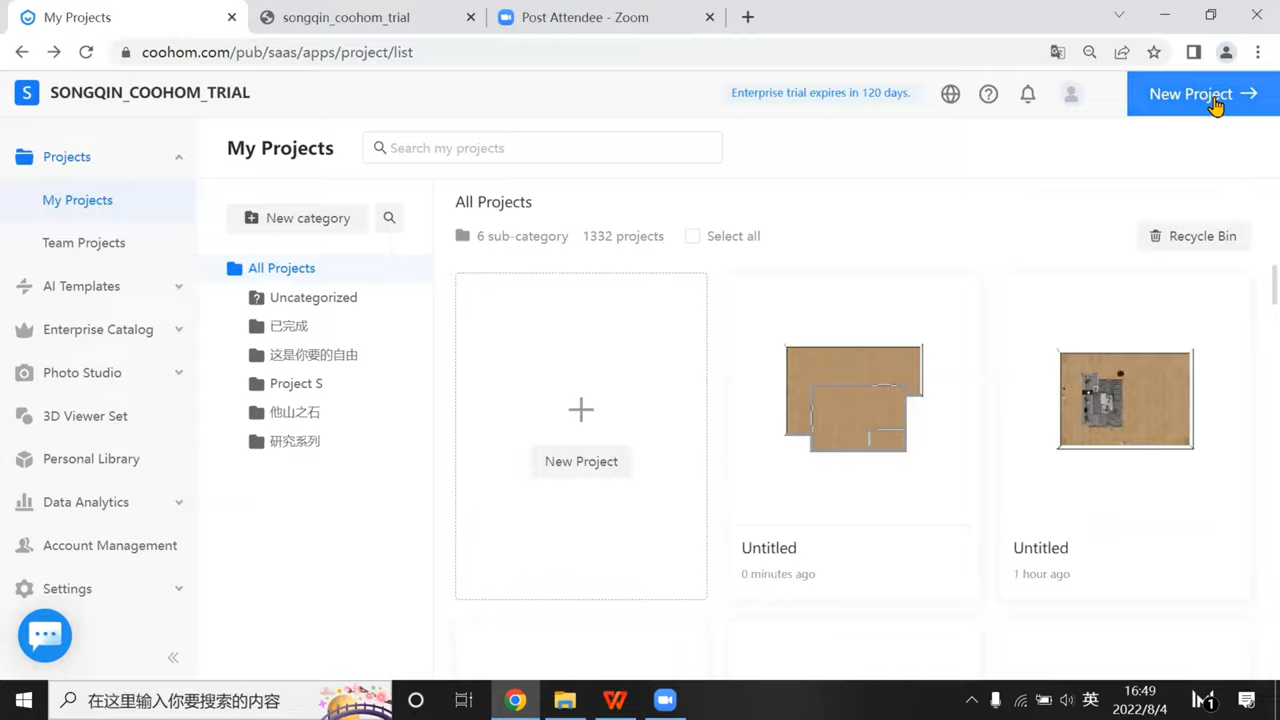 My Projects
songqin_coohom_trial
Post Attendee - Zoom
coohom.com/pub/saas/apps/project/list
S
SONGQIN_COOHOM_TRIAL
Enterprise trial expires in 120 days.
New Project
Projects
My Projects
Team Projects
AI Templates
Enterprise Catalog
Photo Studio
3D Viewer Set
Personal Library
Data Analytics
Account Management
Settings
My Projects
Search my projects
New category
All Projects
Uncategorized
已完成
这是你要的自由
Project S
他山之石
研究系列
All Projects
6 sub-category 1332 projects Select all
Recycle Bin
New Project
Untitled
0 minutes ago
Untitled
1 hour ago
在这里输入你要搜索的内容
英
16:49
2022/8/4
1